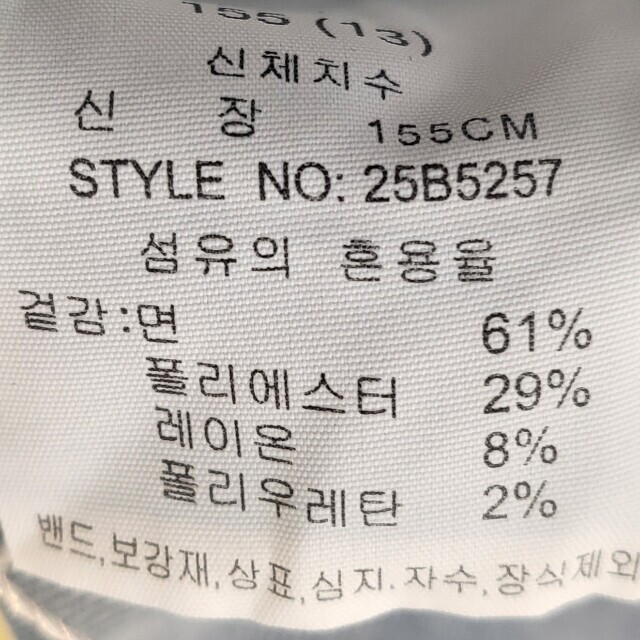 155 (13)
신체치수
신 장 155CM
STYLE NO: 25B5257
섬유의 혼용율
겉감:면 61%
폴리에스터 29%
레이온 8%
폴리우레탄 2%
밴드,보강재,상표,심지.자수,장식제외